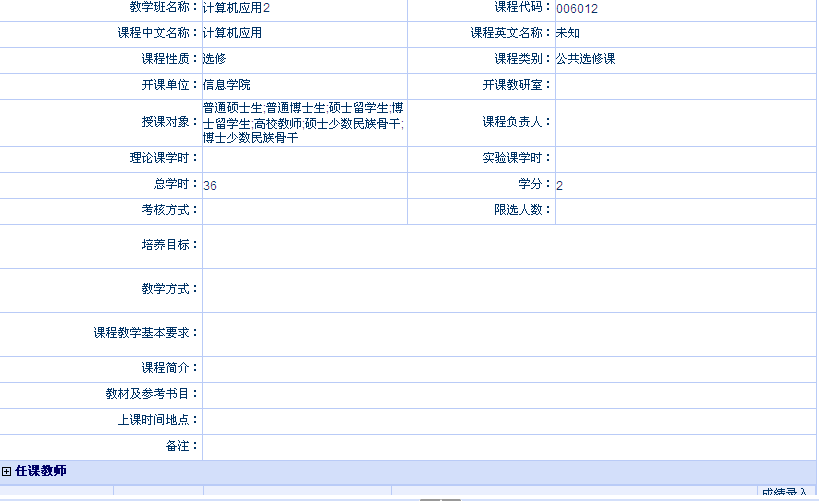 教学班名称： 计算机应用2 课程代码： 006012
课程中文名称： 计算机应用 课程英文名称： 未知
课程性质： 选修 课程类别： 公共选修课
开课单位： 信息学院 开课教研室：
普通硕士生;普通博士生;硕士留学生;博
授课对象： 士留学生;高校教师;硕士少数民族骨干; 课程负责人：
博士少数民族骨干
理论课学时： 实验课学时：
总学时： 36 学分： 2
考核方式： 限选人数：
培养目标：
教学方式：
课程教学基本要求：
课程简介：
教材及参考书目：
上课时间地点：
备注：
任课教师
成绩录入